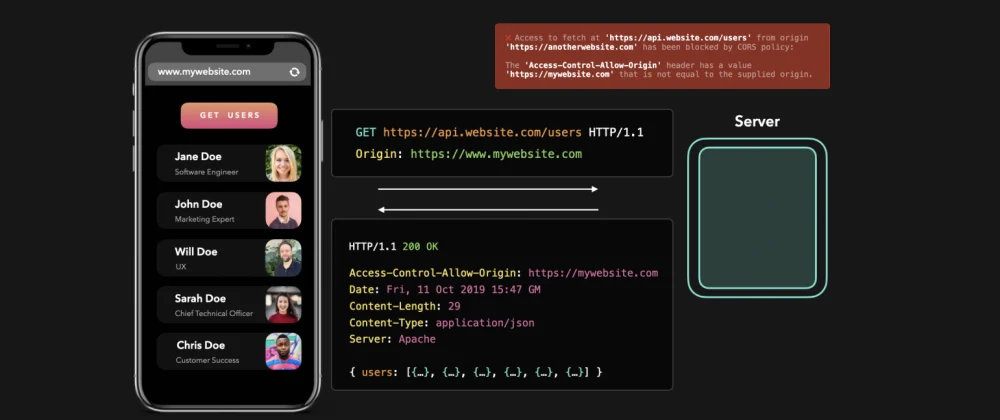 www.mywebsite.com
GET USERS
Jane Doe
Software Engineer
John Doe
Marketing Expert
Will Doe
UX
Sarah Doe
Chief Technical Officer
Chris Doe
Customer Success
GET https://api.website.com/users HTTP/1.1
Origin: https://www.mywebsite.com
HTTP/1.1 200 OK
Access-Control-Allow-Origin: https://mywebsite.com
Date: Fri, 11 Oct 2019 15:47 GM
Content-Length: 29
Content-Type: application/json
Server: Apache
{ users: [{…}, {…}, {…}, {…}, {…}, {…}] }
Access to fetch at 'https://api.website.com/users' from origin
'https://anotherwebsite.com' has been blocked by CORS policy:
The 'Access-Control-Allow-Origin' header has a value
'https://mywebsite.com' that is not equal to the supplied origin.
Server